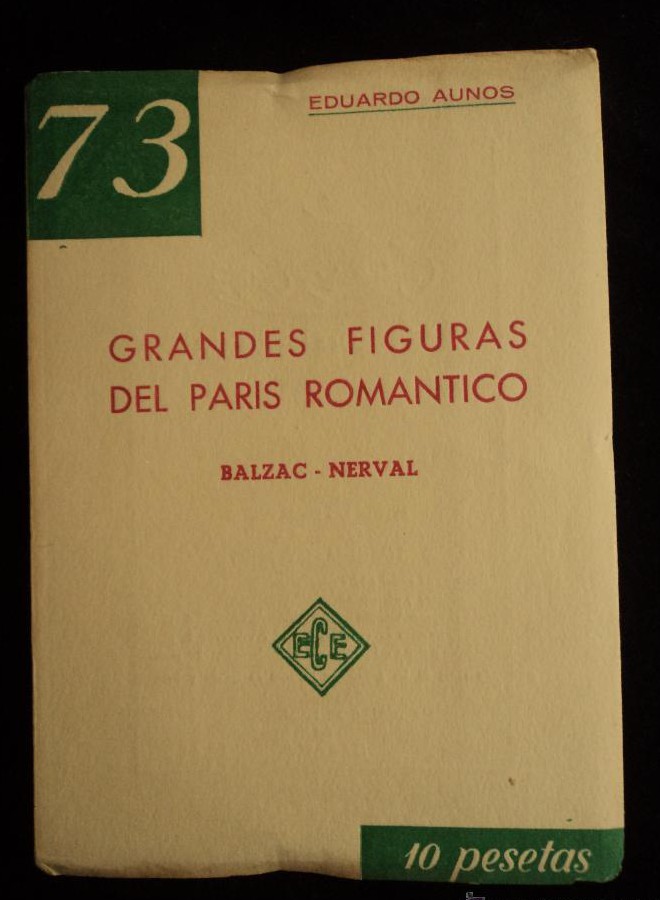 73
EDUARDO AUNOS
GRANDES FIGURAS
DEL PARIS ROMANTICO
BALZAC - NERVAL
ECE
10 pesetas